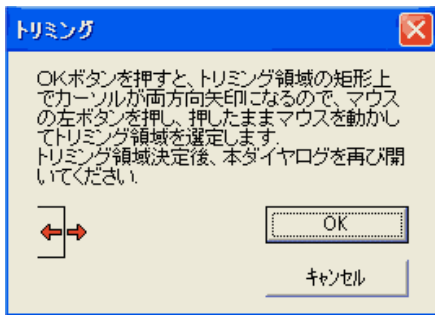 トリミング
OKボタンを押すと、トリミング領域の矩形上
でカーソルが両方向矢印になるので、マウス
の左ボタンを押し、押したままマウスを動かし
てトリミング領域を選定します.
トリミング領域決定後、本ダイヤログを再び開
いてください.
OK
キャンセル